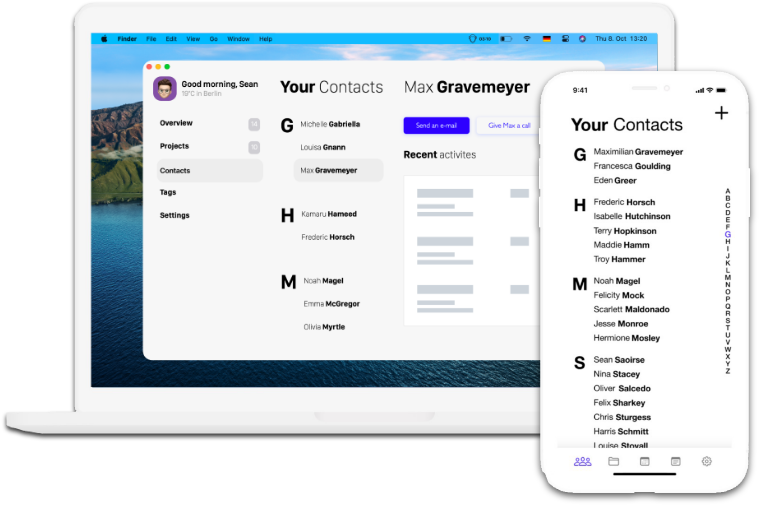 Finder File Edit View Go Window Help
Thu 8. Oct 13-20
Good morning, Sean
19°C in Berlin
Overview
Projects 10
Contacts
Tags
Settings
Your Contacts
G Michelle Gabriella
Louisa Gnann
Max Gravemeyer
H Kamaru Hameed
Frederic Horsch
M Noah Magel
Emma McGregor
Olivia Myrtle
Max Gravemeyer
Send an e-mail Give Max a call
Recent activites
9:41
+
Your Contacts
G Maximilian Gravemeyer
Francesca Goulding
Eden Greer
H Frederic Horsch
Isabelle Hutchinson
Terry Hopkinson
Maddie Hamm
Troy Hammer
M Noah Magel
Felicity Mock
Scarlett Maldonado
Jesse Monroe
Hermione Mosley
S Sean Saoirse
Nina Stacey
Oliver Salcedo
Felix Sharkey
Chris Sturgess
Harris Schmitt
Louise Stovall
A
B
C
D
E
F
G
H
I
J
K
L
M
N
O
P
Q
R
S
T
U
V
W
X
Y
Z